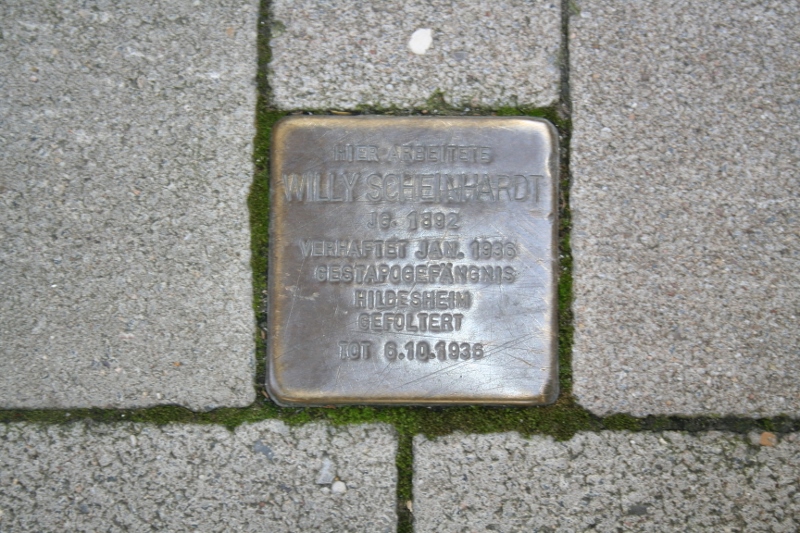 HIER ARBEITETE
WILLY SCHEINHARDT
JG. 1892
VERHAFTET JAN. 1936
GESTAPOGEFÄNGNIS
HILDESHEIM
GEFOLTERT
TOT 6.10.1936